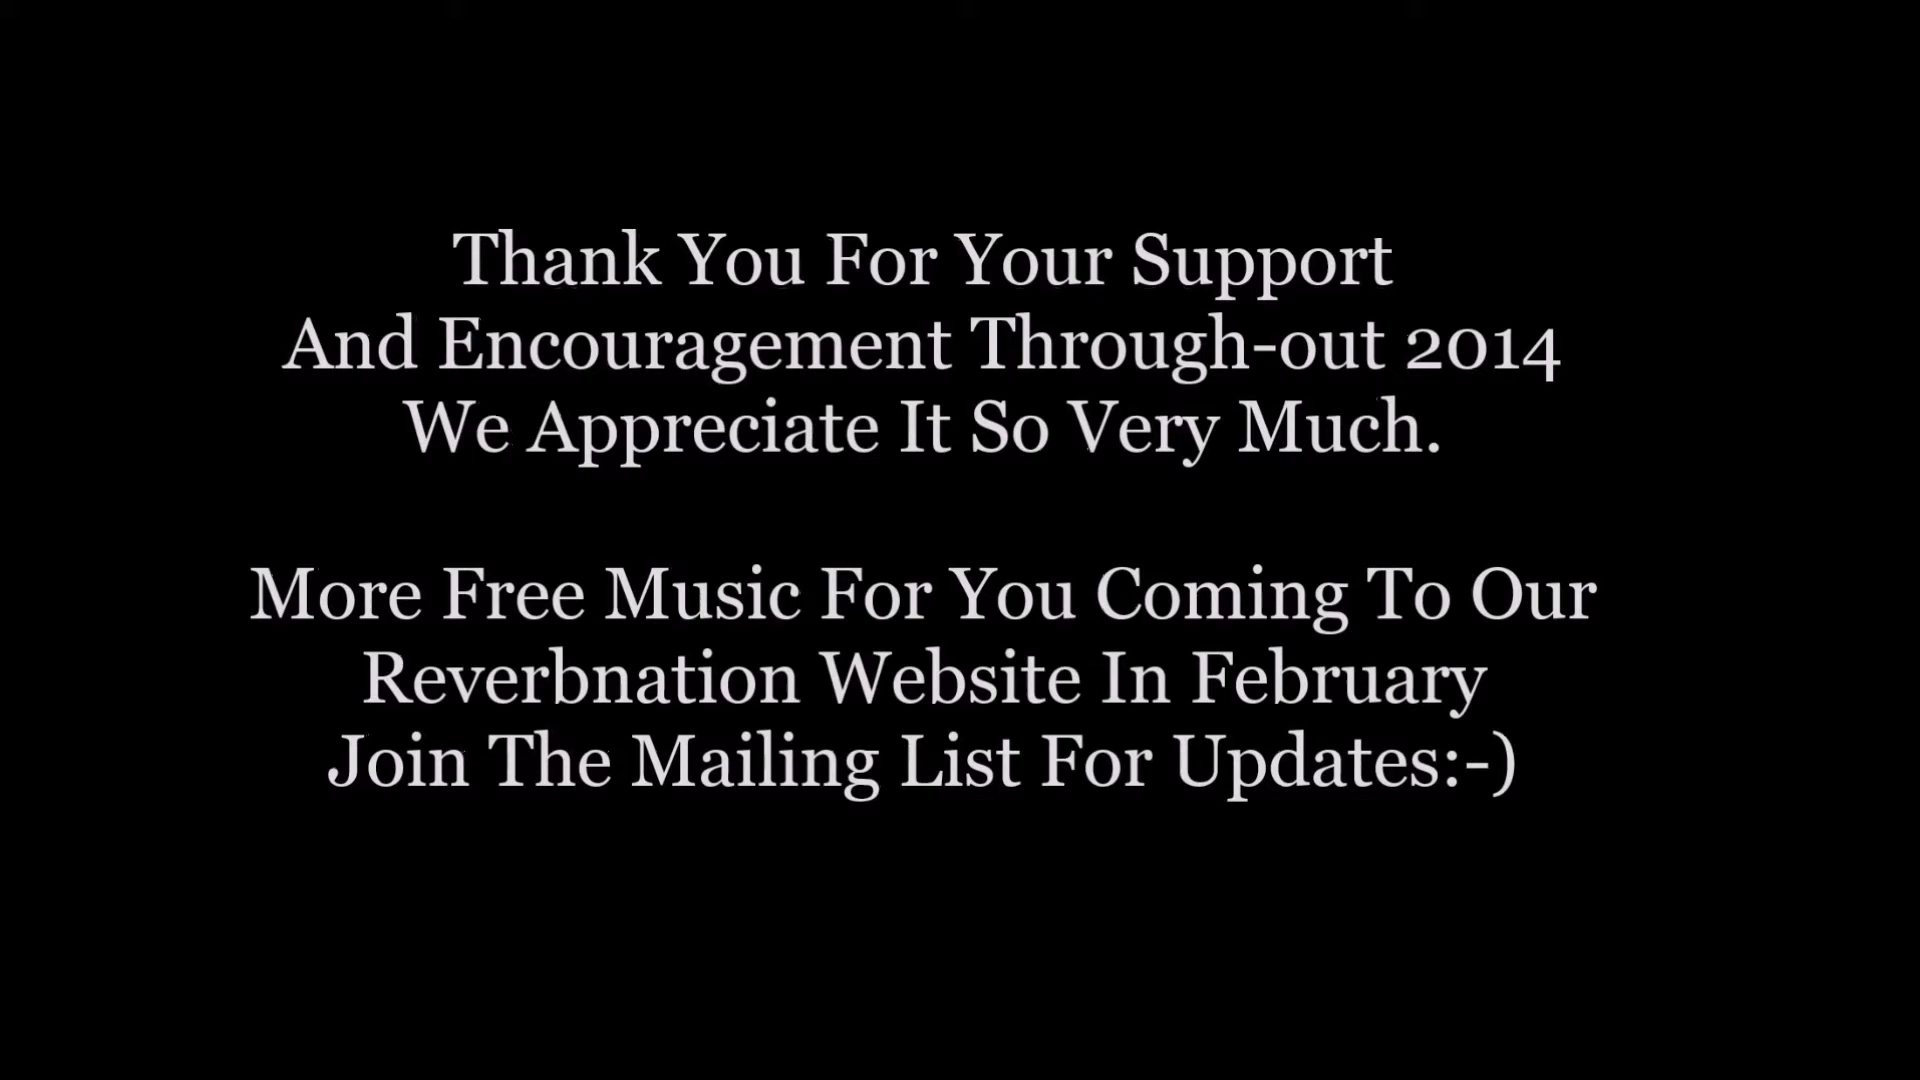 Thank You For Your Support
And Encouragement Through-out 2014
We Appreciate It So Very Much.
More Free Music For You Coming To Our
Reverbnation Website In February
Join The Mailing List For Updates:-)